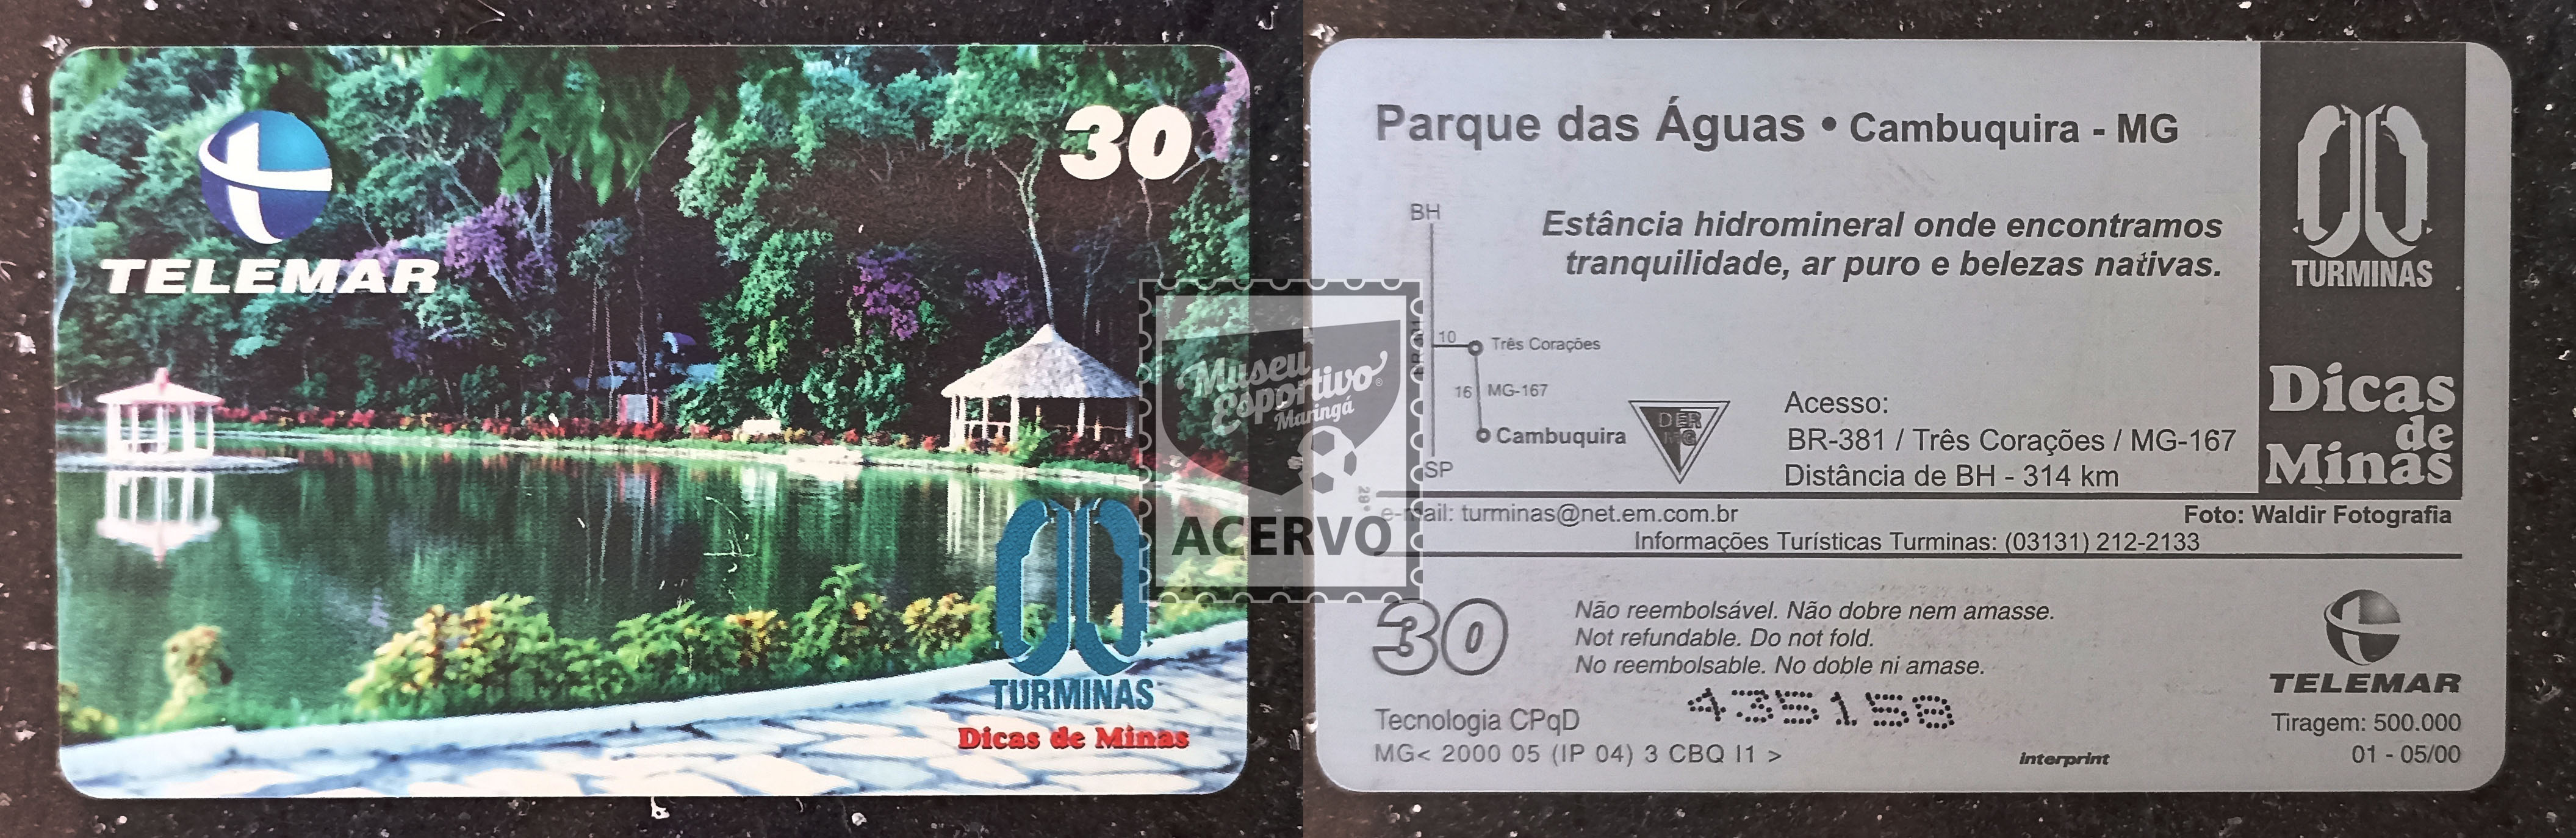 TELEMAR
30
TURMINAS
Dicas de Minas
Museu
Esportivo®
Maringá
ACERVO
Parque das Águas • Cambuquira - MG
Estância hidromineral onde encontramos
tranquilidade, ar puro e belezas nativas.
BH
10
Três Corações
16 MG-167
Cambuquira
SP
DER
MG
Acesso:
BR-381 / Três Corações / MG-167
Distância de BH - 314 km
TURMINAS
Dicas
de
Minas
e-mail: turminas@net.em.com.br
Foto: Waldir Fotografia
Informações Turísticas Turminas: (03131) 212-2133
30
Não reembolsável. Não dobre nem amasse.
Not refundable. Do not fold.
No reembolsable. No doble ni amase.
435158
Tecnologia CPqD
MG< 2000 05 (IP 04) 3 CBQ I1 >
interprint
TELEMAR
Tiragem: 500.000
01 - 05/00